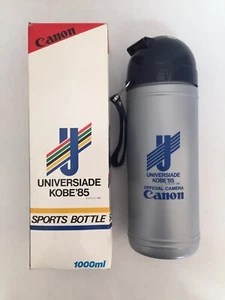 Canon
UNIVERSIADE
KOBE'85
SPORTS BOTTLE
1000ml
UNIVERSIADE
KOBE'85
OFFICIAL CAMERA
Canon